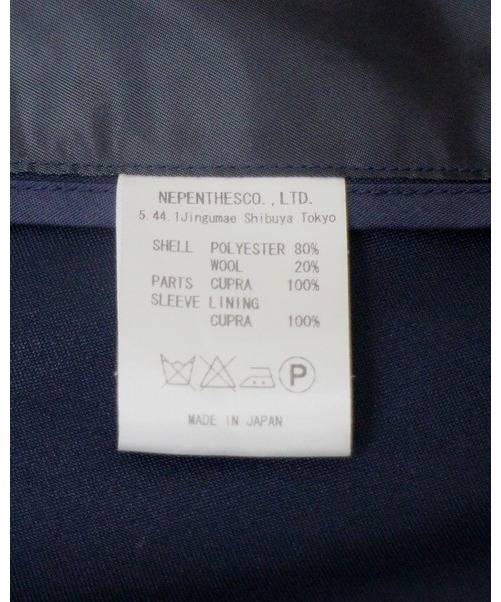 NEPENTHESCO.,LTD.
5.44.1Jingumae Shibuya Tokyo
SHELL POLYESTER 80%
WOOL 20%
PARTS CUPRA 100%
SLEEVE LINING
CUPRA 100%
P
MADE IN JAPAN